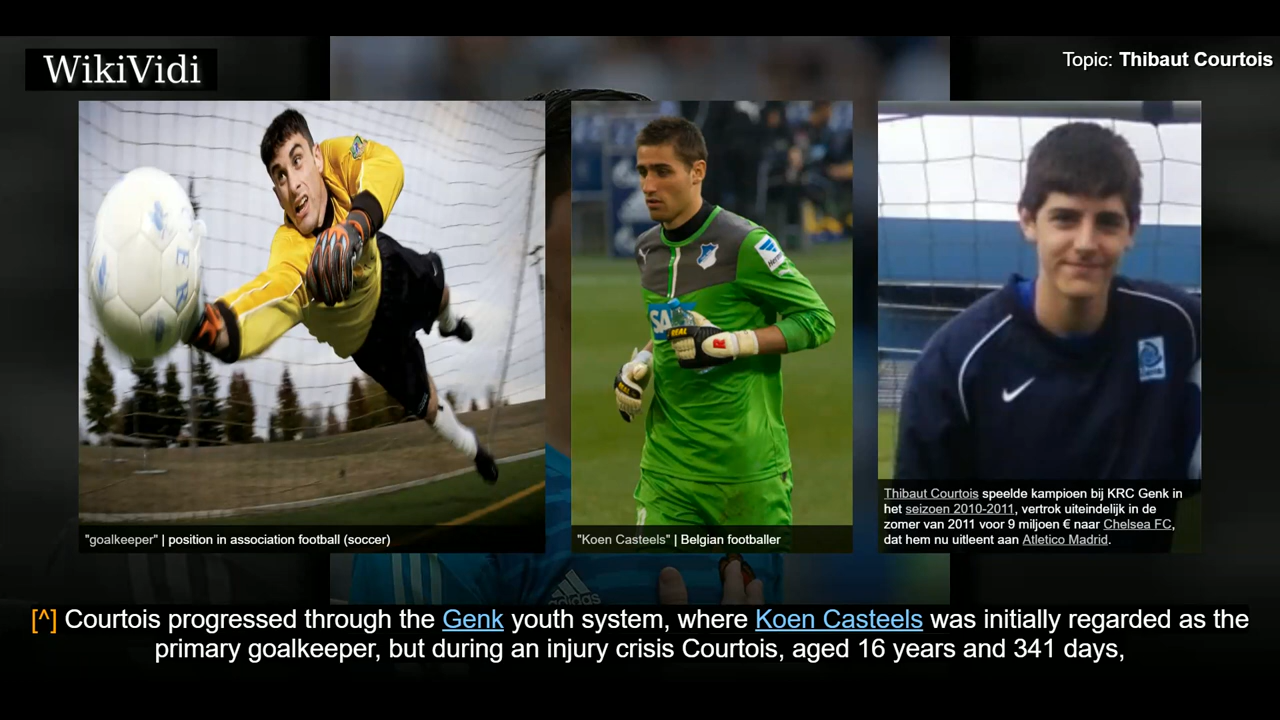 WikiVidi
Topic: Thibaut Courtois
SAP
REAL
"goalkeeper" | position in association football (soccer)
"Koen Casteels" | Belgian footballer
Thibaut Courtois speelde kampioen bij KRC Genk in
het seizoen 2010-2011, vertrok uiteindelijk in de
zomer van 2011 voor 9 miljoen € naar Chelsea FC,
dat hem nu uitleent aan Atletico Madrid.
adidas
[^] Courtois progressed through the Genk youth system, where Koen Casteels was initially regarded as the
primary goalkeeper, but during an injury crisis Courtois, aged 16 years and 341 days,